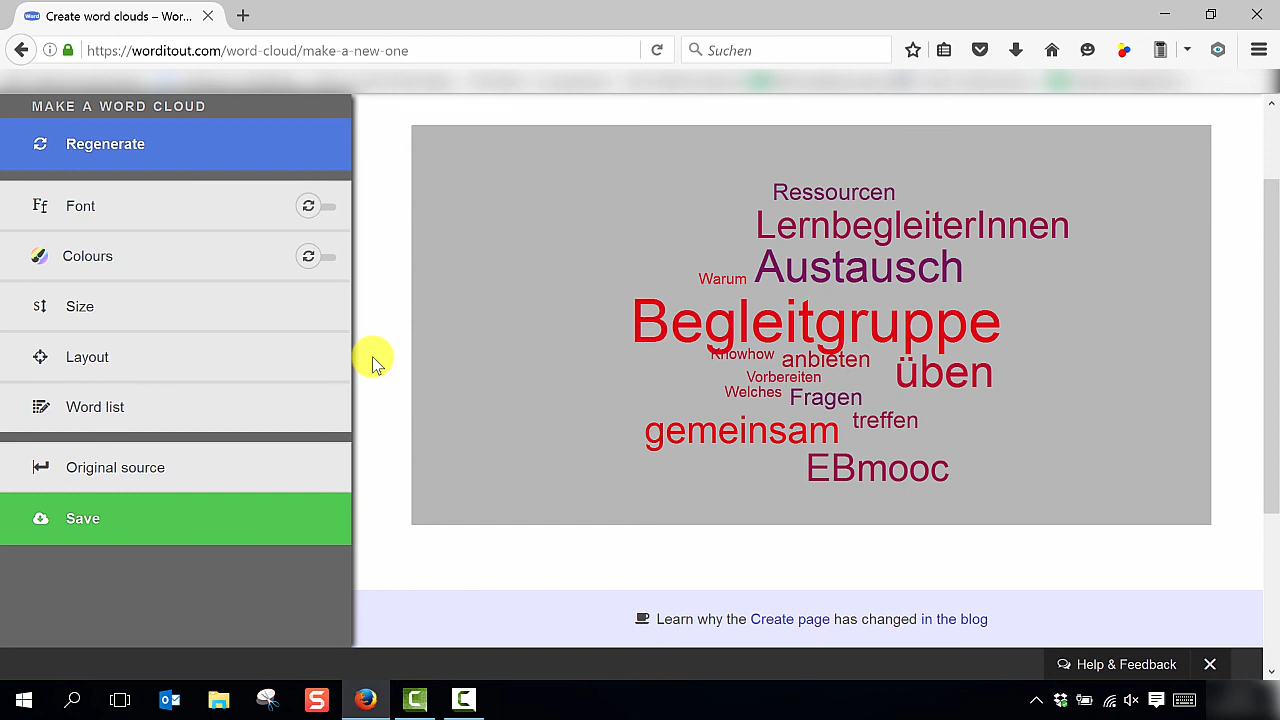 Create word clouds – Wor...
https://worditout.com/word-cloud/make-a-new-one
Suchen
MAKE A WORD CLOUD
Regenerate
Font
Colours
Size
Layout
Word list
Original source
Save
Ressourcen
LernbegleiterInnen
Austausch
Warum
Begleitgruppe
Knowhow
anbieten
üben
Vorbereiten
Welches
Fragen
treffen
gemeinsam
EBmooc
Learn why the Create page has changed in the blog
Help & Feedback